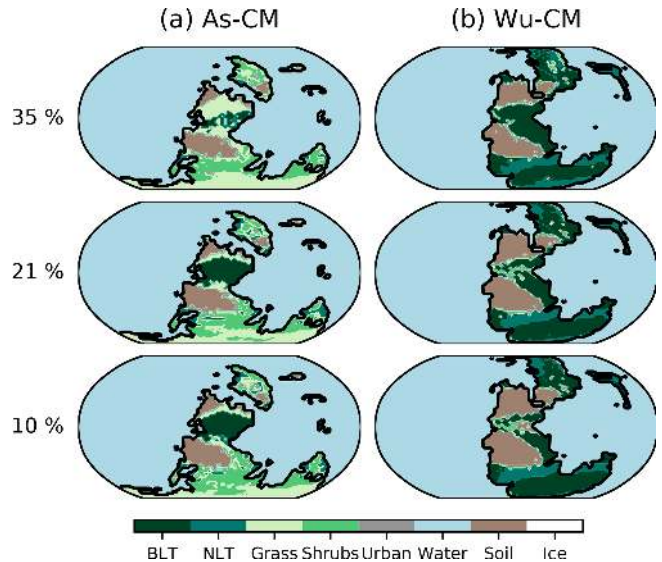 (a) As-CM (b) Wu-CM
35 %
21 %
10 %
BLT NLT Grass Shrubs Urban Water Soil Ice